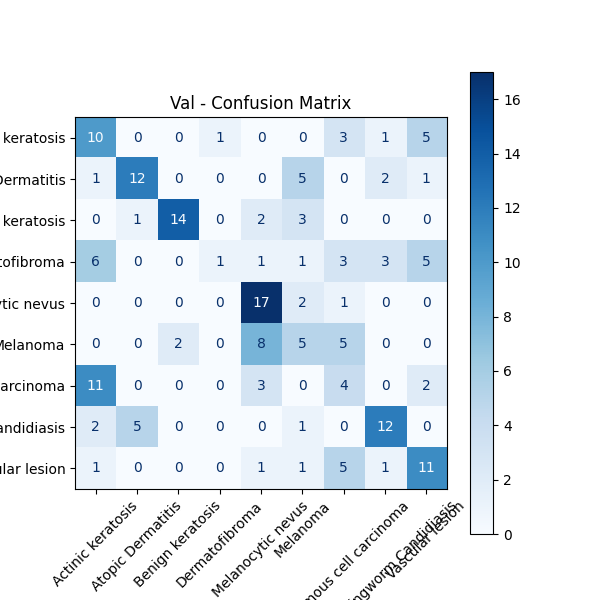 Val - Confusion Matrix
keratosis 10 0 0 1 0 0 3 1 5
Dermatitis 1 12 0 0 0 5 0 2 1
keratosis 0 1 14 0 2 3 0 0 0
tofibroma 6 0 0 1 1 1 3 3 5
ytic nevus 0 0 0 0 17 2 1 0 0
Melanoma 0 0 2 0 8 5 5 0 0
arcinoma 11 0 0 0 3 0 4 0 2
andidiasis 2 5 0 0 0 1 0 12 0
ular lesion 1 0 0 0 1 1 5 1 11
Actinic keratosis
Atopic Dermatitis
Benign keratosis
Dermatofibroma
Melanocytic nevus
Melanoma
mous cell carcinoma
ngworm Candidiasis
Vascular lesion
16
14
12
10
8
6
4
2
0